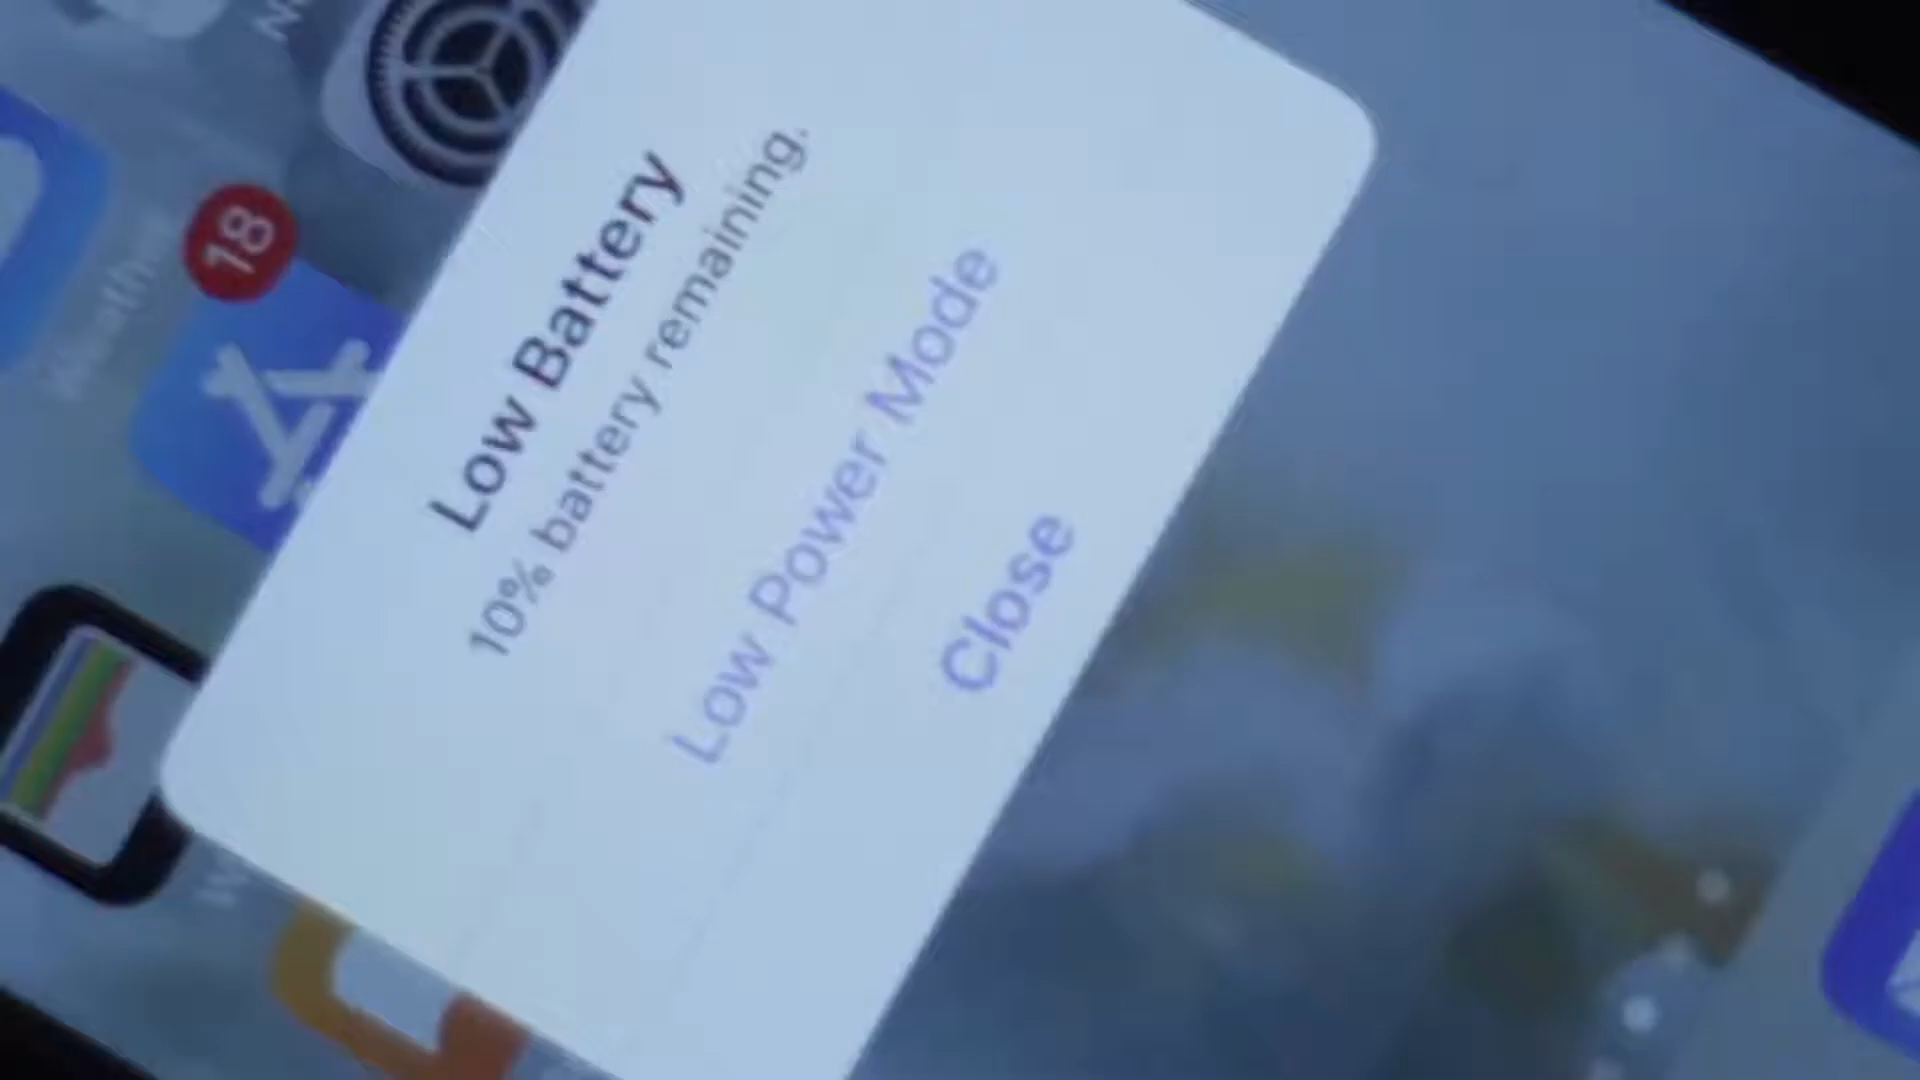 Low Battery
10% battery remaining.
Low Power Mode
Close
18